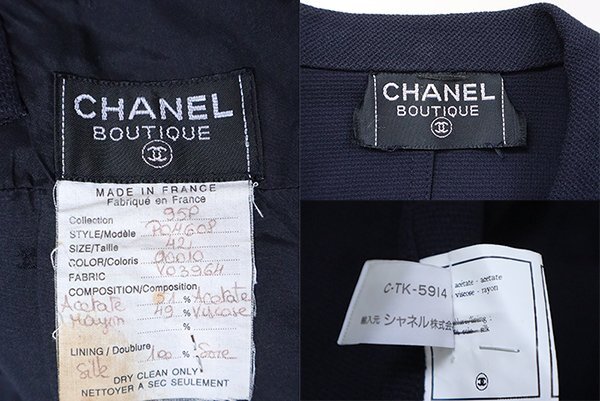 CHANEL
BOUTIQUE
MADE IN FRANCE
Fabriqué en France
Collection 95P
STYLE/Modèle P04608
SIZE/Taille 42
COLOR/Coloris 90010
FABRIC V03964
COMPOSITION/Composition
Acetate 51 % Acetate
Rayon 49 % Viscose
%
LINING / Doublure 100 % Soie
Silk
DRY CLEAN ONLY
NETTOYER A SEC SEULEMENT
CHANEL
BOUTIQUE
C-TK-5914
輸入元 シャネル株式会
acetate - acetate
viscose - rayon